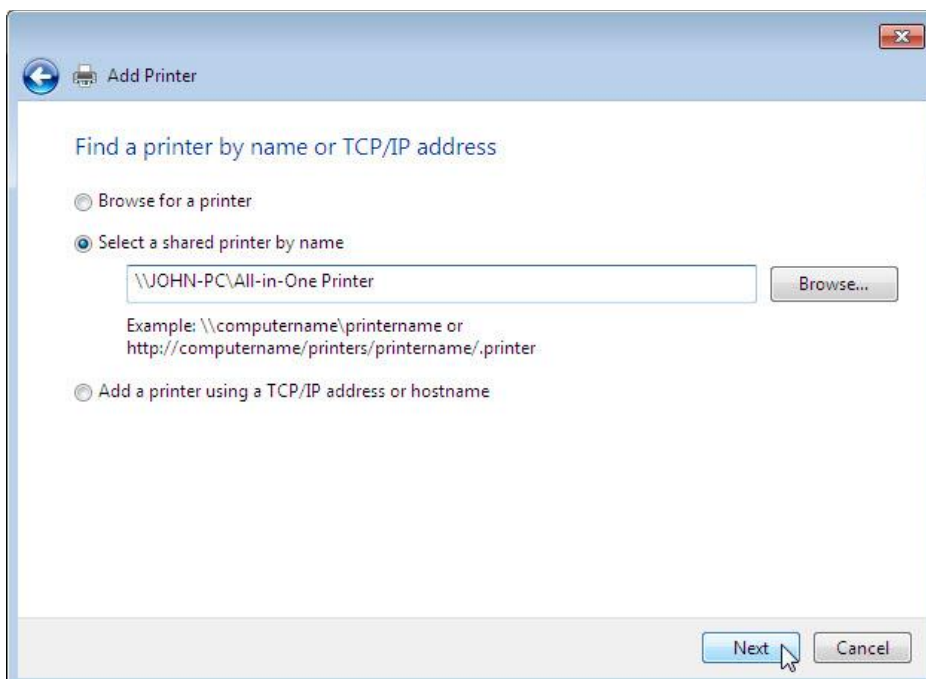 Add Printer
Find a printer by name or TCP/IP address
Browse for a printer
Select a shared printer by name
\\JOHN-PC\All-in-One Printer
Browse...
Example: \\computername\printername or
http://computername/printers/printername/.printer
Add a printer using a TCP/IP address or hostname
Next
Cancel